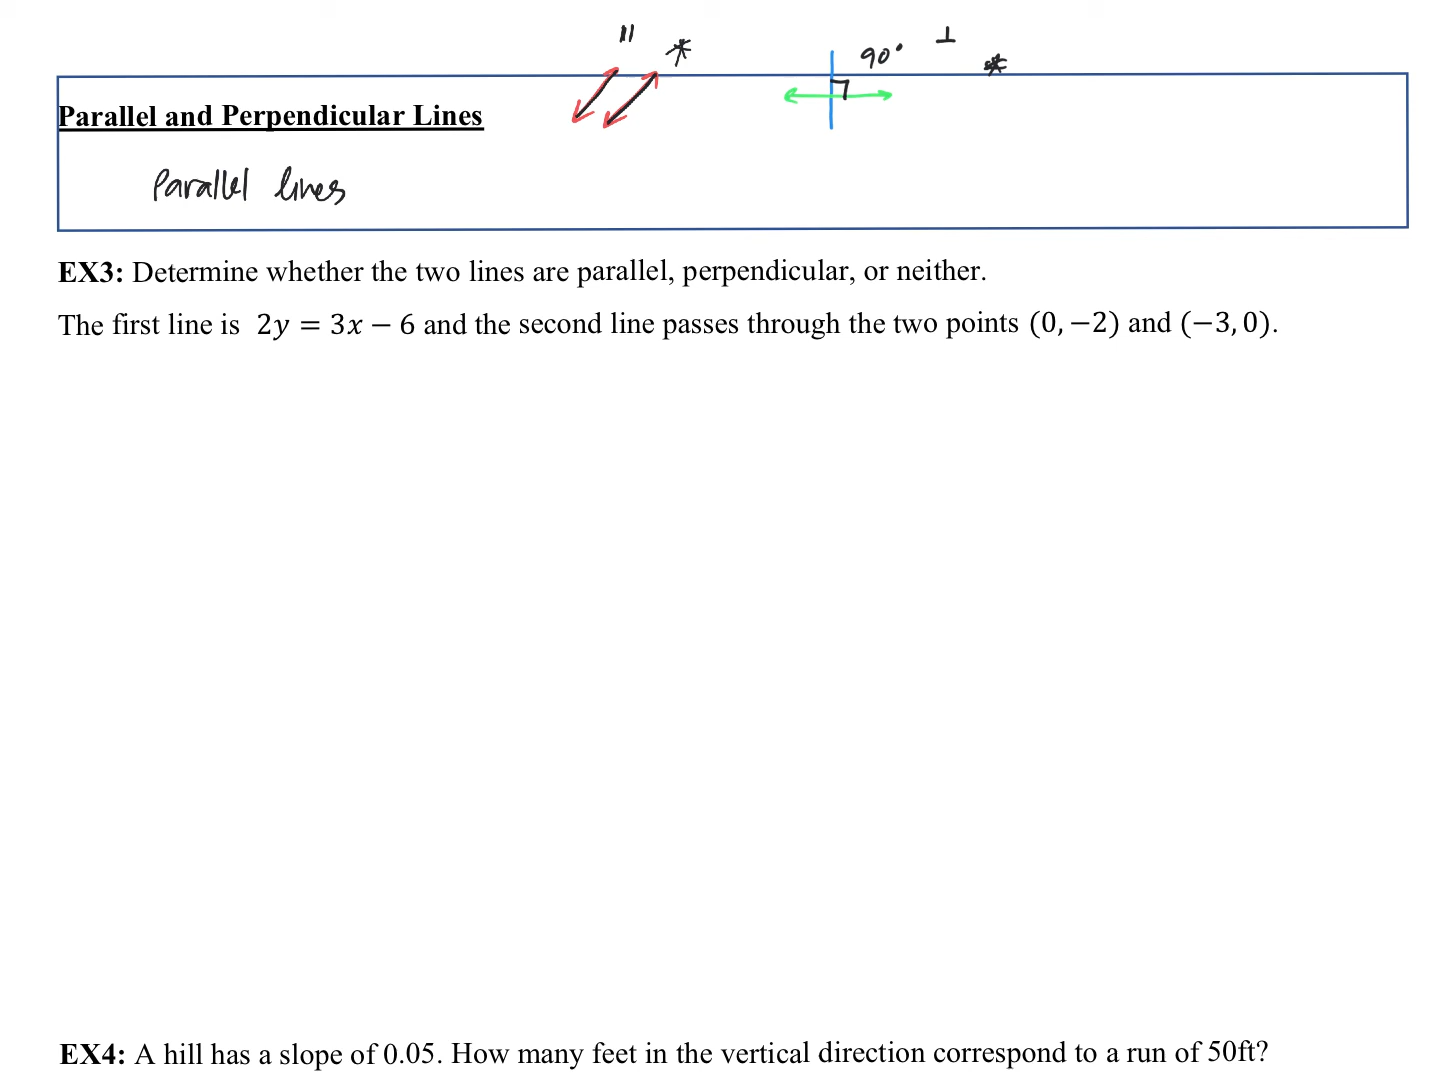 // *
90° ⊥ *
Parallel and Perpendicular Lines
Parallel lines
EX3: Determine whether the two lines are parallel, perpendicular, or neither.
The first line is 2y = 3x − 6 and the second line passes through the two points (0, −2) and (−3, 0).
EX4: A hill has a slope of 0.05. How many feet in the vertical direction correspond to a run of 50ft?